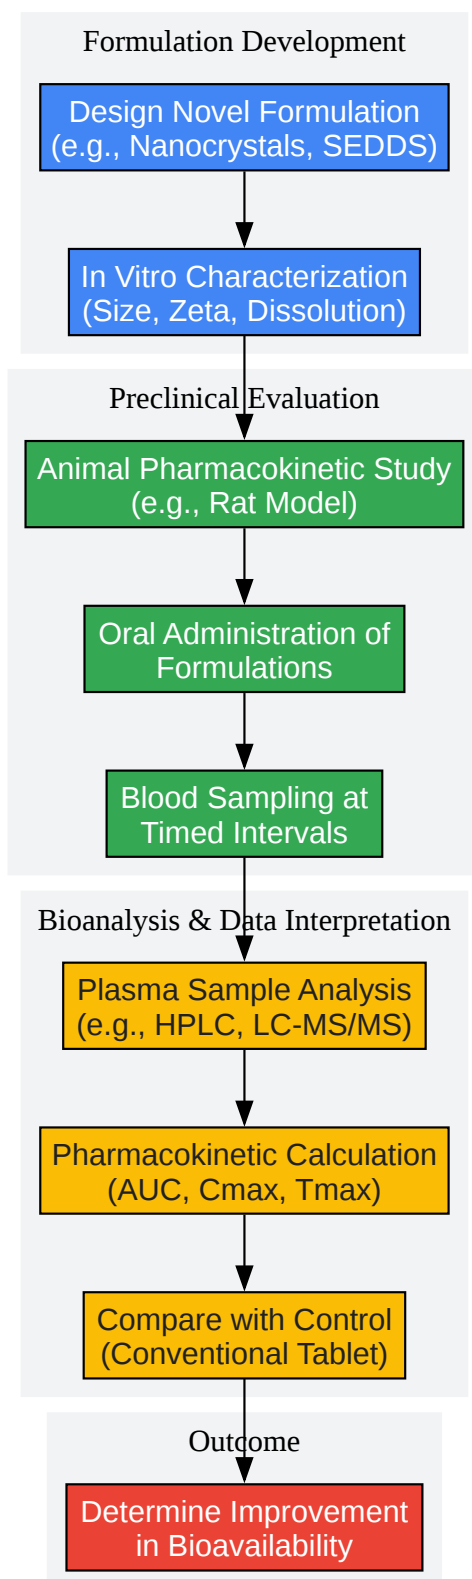 Formulation Development
Design Novel Formulation
(e.g., Nanocrystals, SEDDS)
In Vitro Characterization
(Size, Zeta, Dissolution)
Preclinical Evaluation
Animal Pharmacokinetic Study
(e.g., Rat Model)
Oral Administration of
Formulations
Blood Sampling at
Timed Intervals
Bioanalysis & Data Interpretation
Plasma Sample Analysis
(e.g., HPLC, LC-MS/MS)
Pharmacokinetic Calculation
(AUC, Cmax, Tmax)
Compare with Control
(Conventional Tablet)
Outcome
Determine Improvement
in Bioavailability